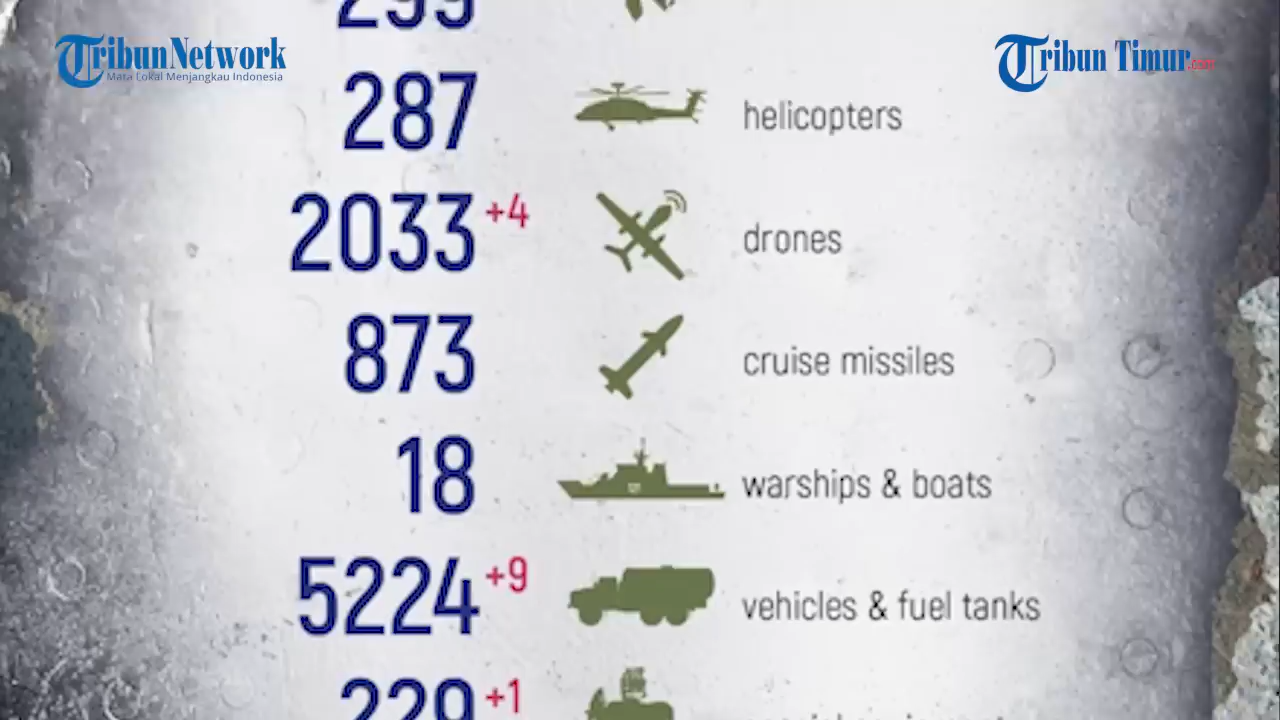 TribunNetwork
Mata Lokal Menjangkau Indonesia
Tribun Timur.com
287 helicopters
2033 +4 drones
873 cruise missiles
18 warships & boats
5224 +9 vehicles & fuel tanks
+1